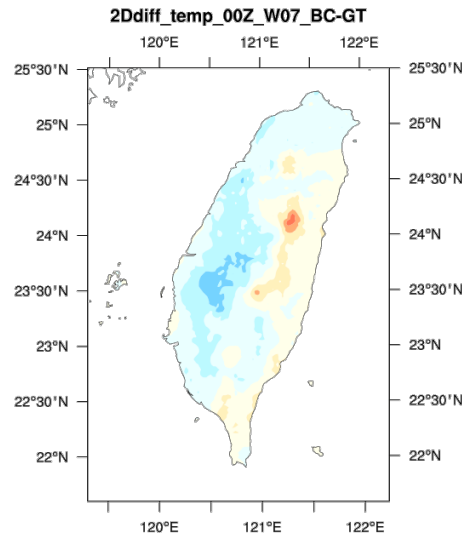 2Ddiff_temp_00Z_W07_BC-GT
120°E 121°E 122°E
25°30'N 25°30'N
25°N 25°N
24°30'N 24°30'N
24°N 24°N
23°30'N 23°30'N
23°N 23°N
22°30'N 22°30'N
22°N 22°N
120°E 121°E 122°E